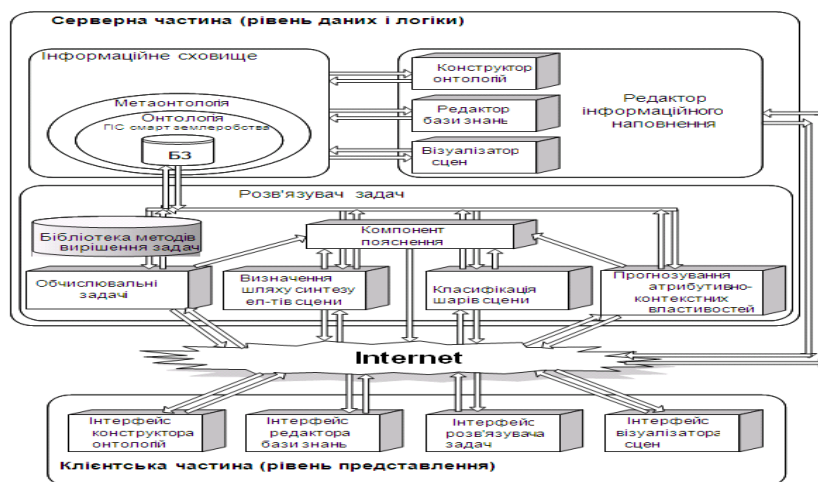 Серверна частина (рівень даних і логіки)
Інформаційне сховище
Метаонтологія
Онтологія
ГІС смарт землеробства
БЗ
Конструктор
онтологій
Редактор
бази знань
Візуалізатор
сцен
Редактор
інформаційного
наповнення
Розв'язувач задач
Бібліотека методів
вирішення задач
Компонент
пояснення
Обчислювальні
задачі
Визначення
шляху синтезу
ел-тів сцени
Класифікація
шарів сцени
Прогнозування
атрибутивно-
контекстних
властивостей
Internet
Інтерфейс
конструктора
онтологій
Інтерфейс
редактора
бази знань
Інтерфейс
розв'язувача
задач
Інтерфейс
візуалізатора
сцен
Клієнтська частина (рівень представлення)